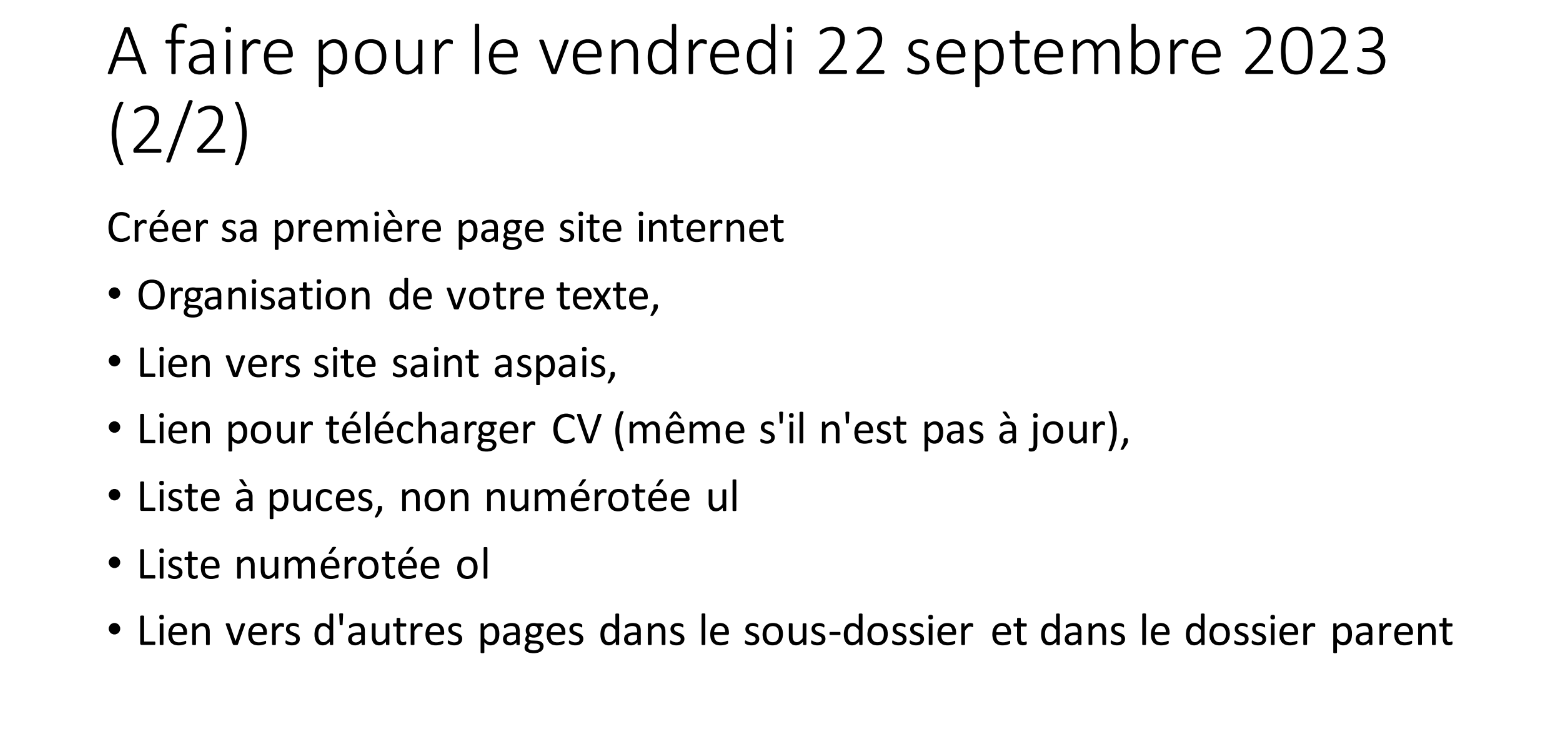 A faire pour le vendredi 22 septembre 2023
(2/2)
Créer sa première page site internet
• Organisation de votre texte,
• Lien vers site saint aspais,
• Lien pour télécharger CV (même s'il n'est pas à jour),
• Liste à puces, non numérotée ul
• Liste numérotée ol
• Lien vers d'autres pages dans le sous-dossier et dans le dossier parent